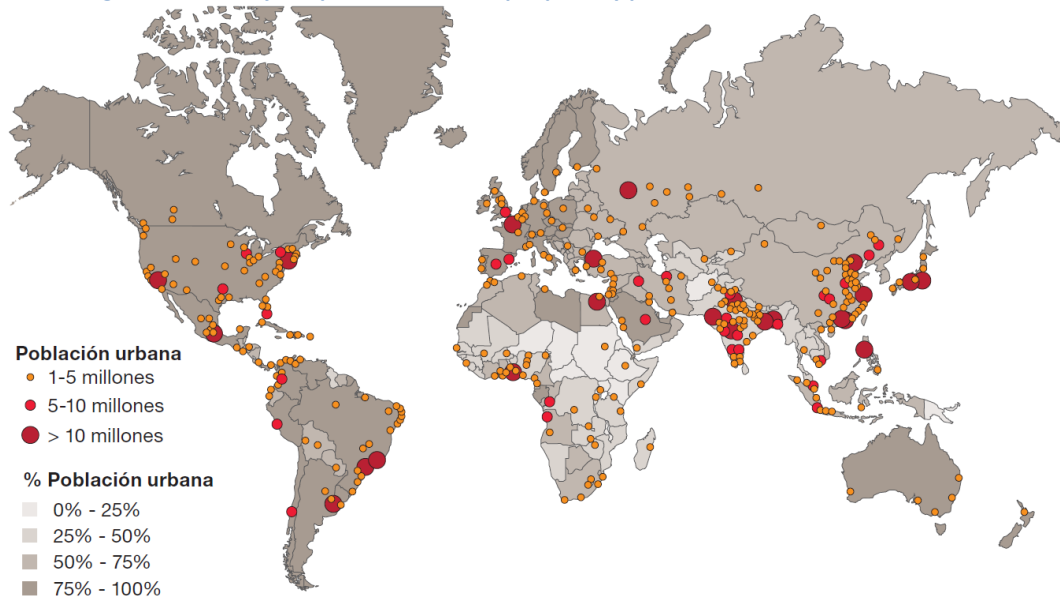 Población urbana
1-5 millones
5-10 millones
> 10 millones
% Población urbana
0% - 25%
25% - 50%
50% - 75%
75% - 100%